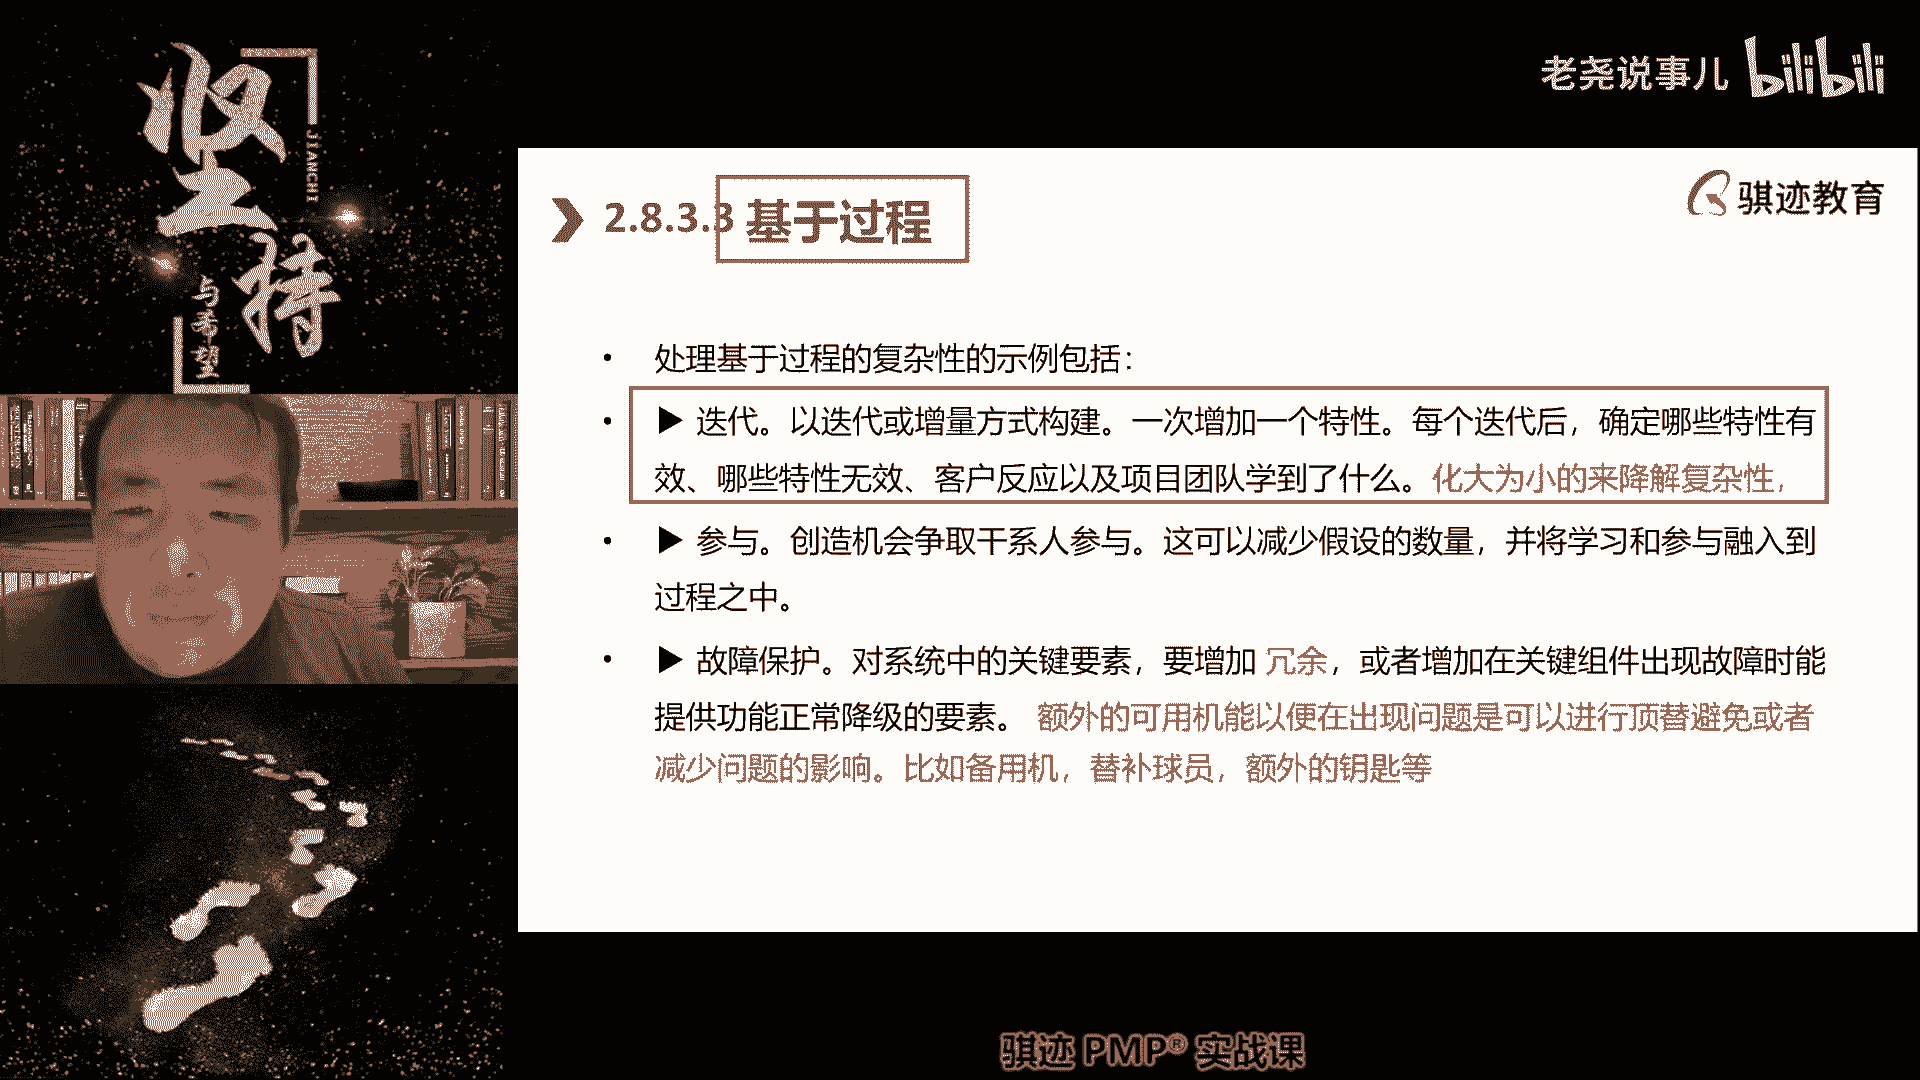 坚持
JIANCHI
与希望
老尧说事儿 bilibili
骐迹教育
2.8.3.3 基于过程
• 处理基于过程的复杂性的示例包括：
• ▶ 迭代。以迭代或增量方式构建。一次增加一个特性。每个迭代后，确定哪些特性有
效、哪些特性无效、客户反应以及项目团队学到了什么。化大为小的来降解复杂性，
• ▶ 参与。创造机会争取干系人参与。这可以减少假设的数量，并将学习和参与融入到
过程之中。
• ▶ 故障保护。对系统中的关键要素，要增加 冗余，或者增加在关键组件出现故障时能
提供功能正常降级的要素。 额外的可用机能以便在出现问题是可以进行顶替避免或者
减少问题的影响。比如备用机，替补球员，额外的钥匙等
骐迹 PMP® 实战课